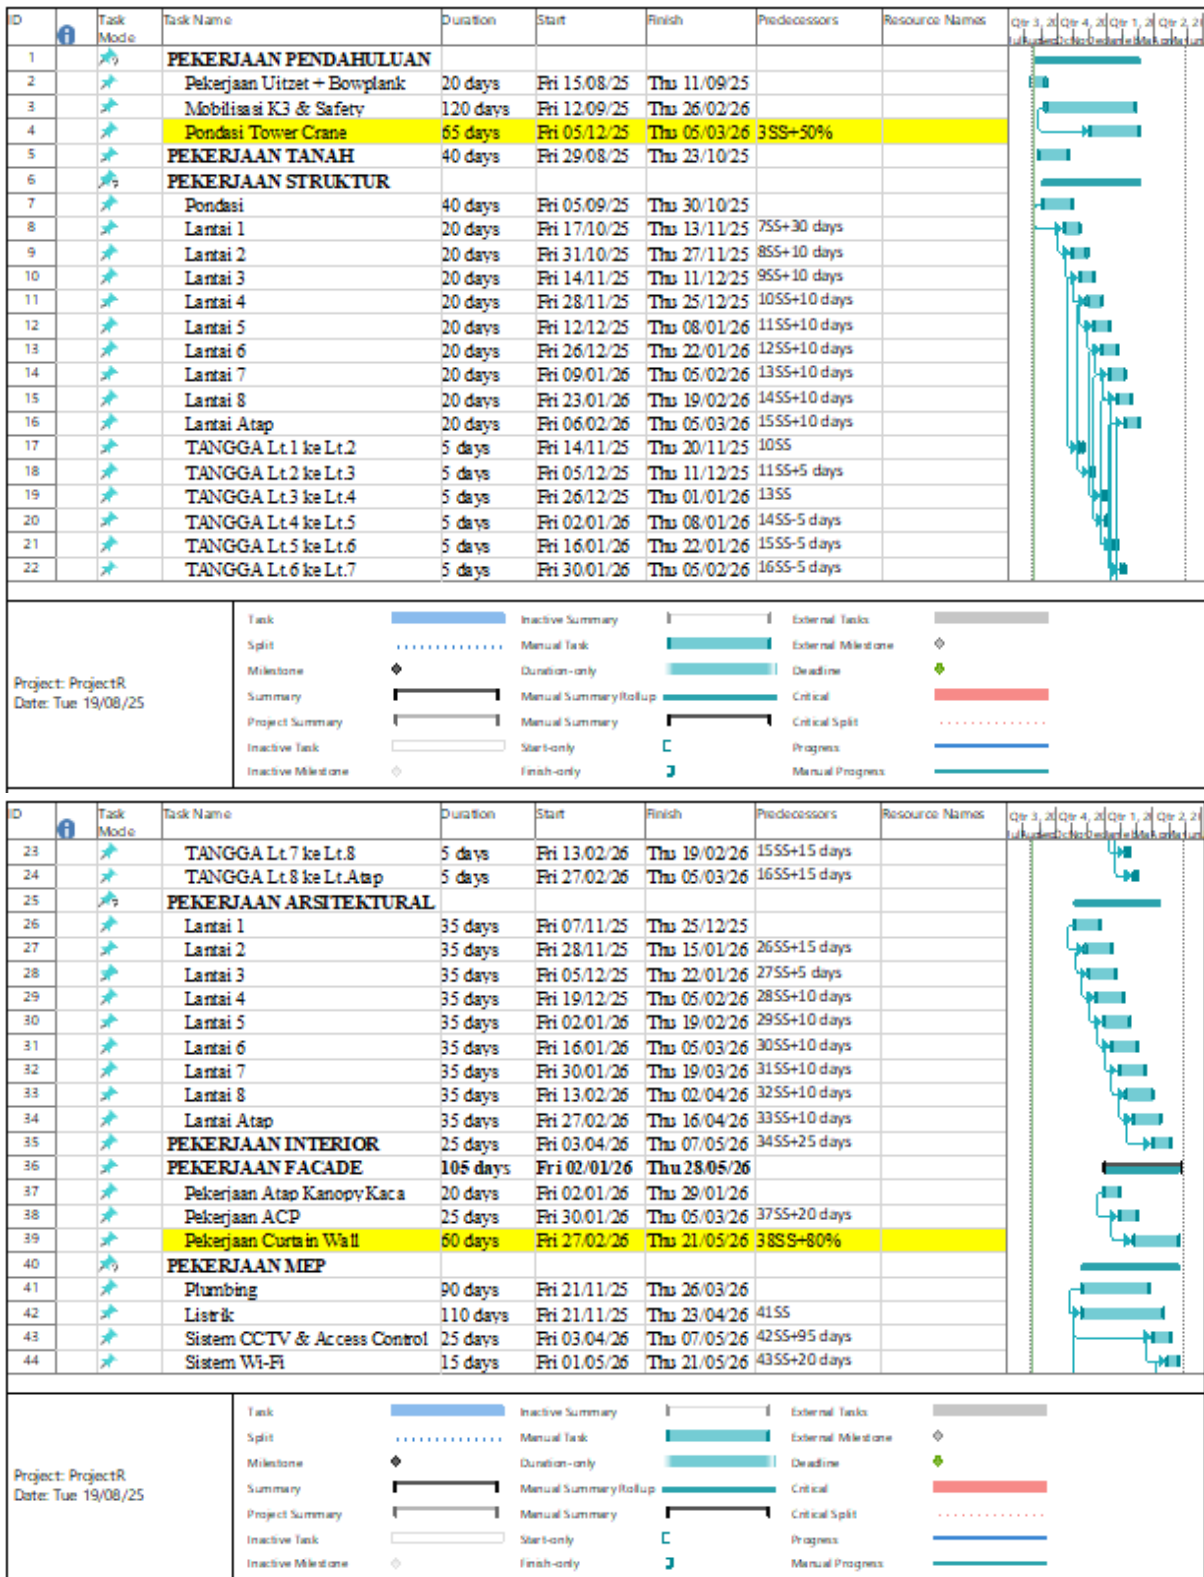 ID Task Mode Task Name Duration Start Finish Predecessors Resource Names Qtr 3, 20 Qtr 4, 20 Qtr 1, 20 Qtr 2, 20
1 PEKERJAAN PENDAHULUAN
2 Pekerjaan Uitzet + Bowplank 20 days Fri 15/08/25 Thu 11/09/25
3 Mobilisasi K3 & Safety 120 days Fri 12/09/25 Thu 26/02/26
4 Pondasi Tower Crane 65 days Fri 05/12/25 Thu 05/03/26 3SS+50%
5 PEKERJAAN TANAH 40 days Fri 29/08/25 Thu 23/10/25
6 PEKERJAAN STRUKTUR
7 Pondasi 40 days Fri 05/09/25 Thu 30/10/25
8 Lantai 1 20 days Fri 17/10/25 Thu 13/11/25 7SS+30 days
9 Lantai 2 20 days Fri 31/10/25 Thu 27/11/25 8SS+10 days
10 Lantai 3 20 days Fri 14/11/25 Thu 11/12/25 9SS+10 days
11 Lantai 4 20 days Fri 28/11/25 Thu 25/12/25 10SS+10 days
12 Lantai 5 20 days Fri 12/12/25 Thu 08/01/26 11SS+10 days
13 Lantai 6 20 days Fri 26/12/25 Thu 22/01/26 12SS+10 days
14 Lantai 7 20 days Fri 09/01/26 Thu 05/02/26 13SS+10 days
15 Lantai 8 20 days Fri 23/01/26 Thu 19/02/26 14SS+10 days
16 Lantai Atap 20 days Fri 06/02/26 Thu 05/03/26 15SS+10 days
17 TANGGA Lt.1 ke Lt.2 5 days Fri 14/11/25 Thu 20/11/25 10SS
18 TANGGA Lt.2 ke Lt.3 5 days Fri 05/12/25 Thu 11/12/25 11SS+5 days
19 TANGGA Lt.3 ke Lt.4 5 days Fri 26/12/25 Thu 01/01/26 13SS
20 TANGGA Lt.4 ke Lt.5 5 days Fri 02/01/26 Thu 08/01/26 14SS-5 days
21 TANGGA Lt.5 ke Lt.6 5 days Fri 16/01/26 Thu 22/01/26 15SS-5 days
22 TANGGA Lt.6 ke Lt.7 5 days Fri 30/01/26 Thu 05/02/26 16SS-5 days
Project: ProjectR
Date: Tue 19/08/25
Task Inactive Summary External Tasks
Split Manual Task External Milestone
Milestone Duration-only Deadline
Summary Manual Summary Rollup Critical
Project Summary Manual Summary Critical Split
Inactive Task Start-only Progress
Inactive Milestone Finish-only Manual Progress
ID Task Mode Task Name Duration Start Finish Predecessors Resource Names Qtr 3, 20 Qtr 4, 20 Qtr 1, 20 Qtr 2, 20
23 TANGGA Lt.7 ke Lt.8 5 days Fri 13/02/26 Thu 19/02/26 15SS+15 days
24 TANGGA Lt.8 ke Lt.Atap 5 days Fri 27/02/26 Thu 05/03/26 16SS+15 days
25 PEKERJAAN ARSITEKTURAL
26 Lantai 1 35 days Fri 07/11/25 Thu 25/12/25
27 Lantai 2 35 days Fri 28/11/25 Thu 15/01/26 26SS+15 days
28 Lantai 3 35 days Fri 05/12/25 Thu 22/01/26 27SS+5 days
29 Lantai 4 35 days Fri 19/12/25 Thu 05/02/26 28SS+10 days
30 Lantai 5 35 days Fri 02/01/26 Thu 19/02/26 29SS+10 days
31 Lantai 6 35 days Fri 16/01/26 Thu 05/03/26 30SS+10 days
32 Lantai 7 35 days Fri 30/01/26 Thu 19/03/26 31SS+10 days
33 Lantai 8 35 days Fri 13/02/26 Thu 02/04/26 32SS+10 days
34 Lantai Atap 35 days Fri 27/02/26 Thu 16/04/26 33SS+10 days
35 PEKERJAAN INTERIOR 25 days Fri 03/04/26 Thu 07/05/26 34SS+25 days
36 PEKERJAAN FACADE 105 days Fri 02/01/26 Thu 28/05/26
37 Pekerjaan Atap Kanopy Kaca 20 days Fri 02/01/26 Thu 29/01/26
38 Pekerjaan ACP 25 days Fri 30/01/26 Thu 05/03/26 37SS+20 days
39 Pekerjaan Curtain Wall 60 days Fri 27/02/26 Thu 21/05/26 38SS+80%
40 PEKERJAAN MEP
41 Plumbing 90 days Fri 21/11/25 Thu 26/03/26
42 Listrik 110 days Fri 21/11/25 Thu 23/04/26 41SS
43 Sistem CCTV & Access Control 25 days Fri 03/04/26 Thu 07/05/26 42SS+95 days
44 Sistem Wi-Fi 15 days Fri 01/05/26 Thu 21/05/26 43SS+20 days
Project: ProjectR
Date: Tue 19/08/25
Task Inactive Summary External Tasks
Split Manual Task External Milestone
Milestone Duration-only Deadline
Summary Manual Summary Rollup Critical
Project Summary Manual Summary Critical Split
Inactive Task Start-only Progress
Inactive Milestone Finish-only Manual Progress